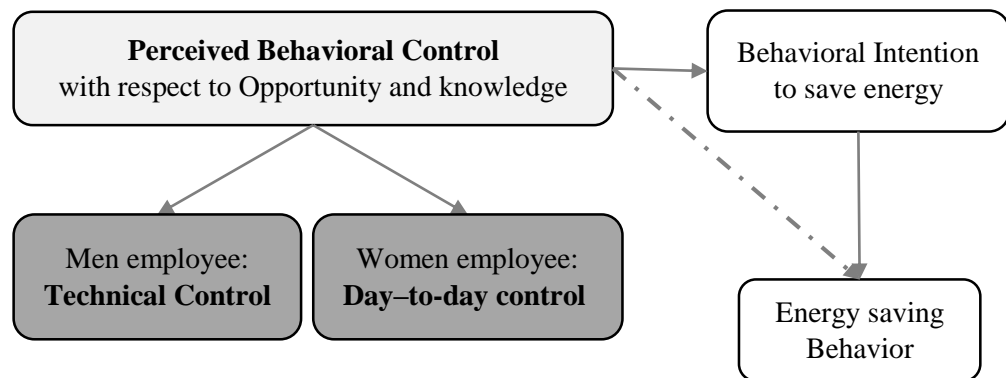 Perceived Behavioral Control
with respect to Opportunity and knowledge
Behavioral Intention
to save energy
Men employee:
Technical Control
Women employee:
Day–to-day control
Energy saving
Behavior